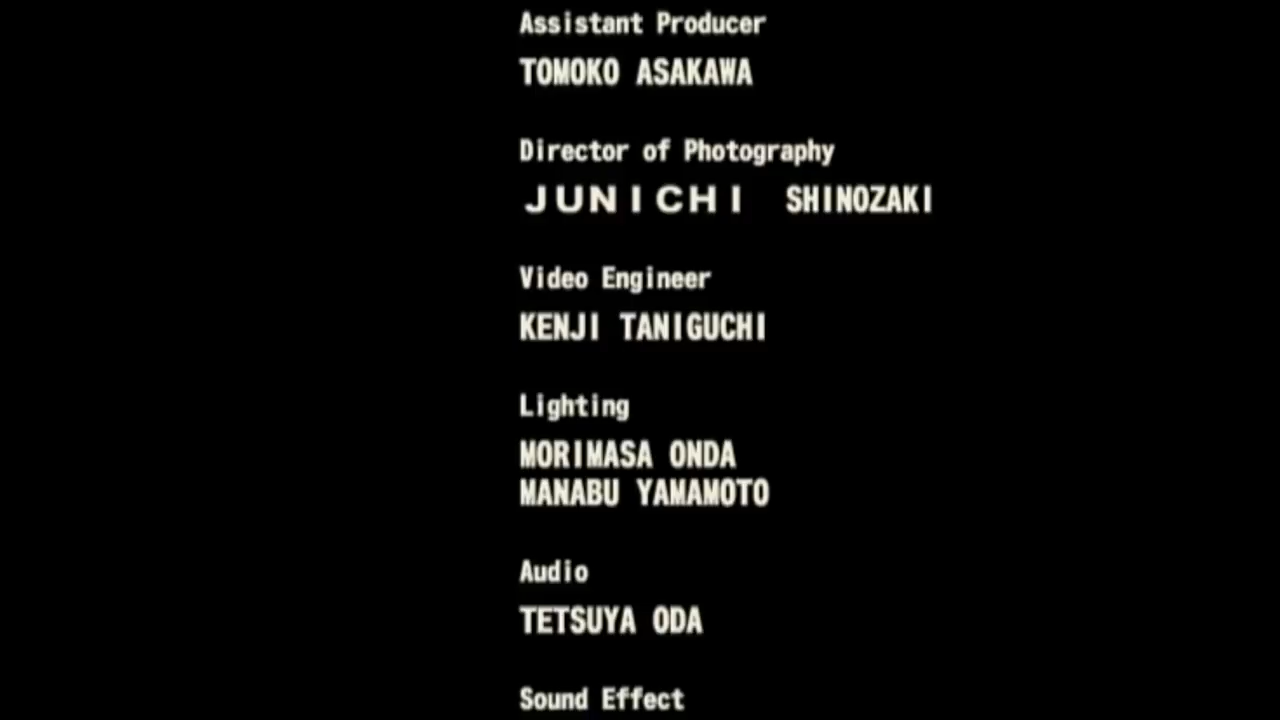 Assistant Producer
TOMOKO ASAKAWA
Director of Photography
ＪＵＮＩＣＨＩ　SHINOZAKI
Video Engineer
KENJI TANIGUCHI
Lighting
MORIMASA ONDA
MANABU YAMAMOTO
Audio
TETSUYA ODA
Sound Effect